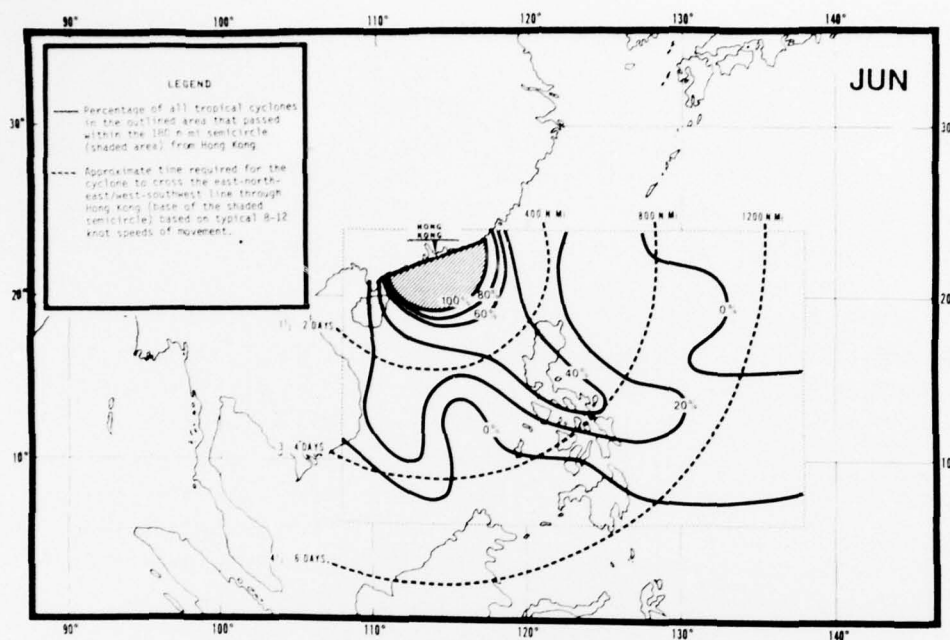 90° 100° 110° 120° 130° 140°
JUN
LEGEND
Percentage of all tropical cyclones
in the outlined area that passed
within the 180 n-mi semicircle
(shaded area) from Hong Kong
Approximate time required for the
cyclone to cross the east-north-
east/west-southwest line through
Hong Kong (base of the shaded
semicircle) based on typical 8-12
knot speeds of movement.
30° 30
HONG
KONG
400 N Mi 800 N Mi 1200 N Mi
20° 20
100% 80%
60%
0%
2 DAYS
40%
20%
0%
10° 3 4 DAYS 10
4 6 DAYS
90° 100° 110° 120° 130° 140°